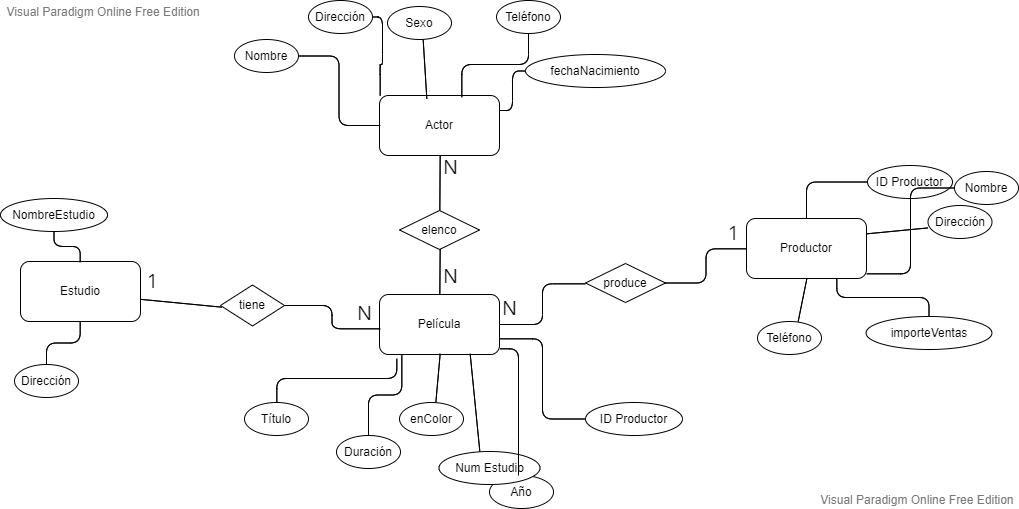 Visual Paradigm Online Free Edition
Dirección
Sexo
Teléfono
Nombre
fechaNacimiento
Actor
N
ID Productor
Nombre
NombreEstudio
Dirección
elenco
1
Productor
N
1
Estudio
tiene
produce
N
N
Película
Teléfono
importeVentas
Dirección
Título
enColor
ID Productor
Duración
Num Estudio
Año
Visual Paradigm Online Free Edition